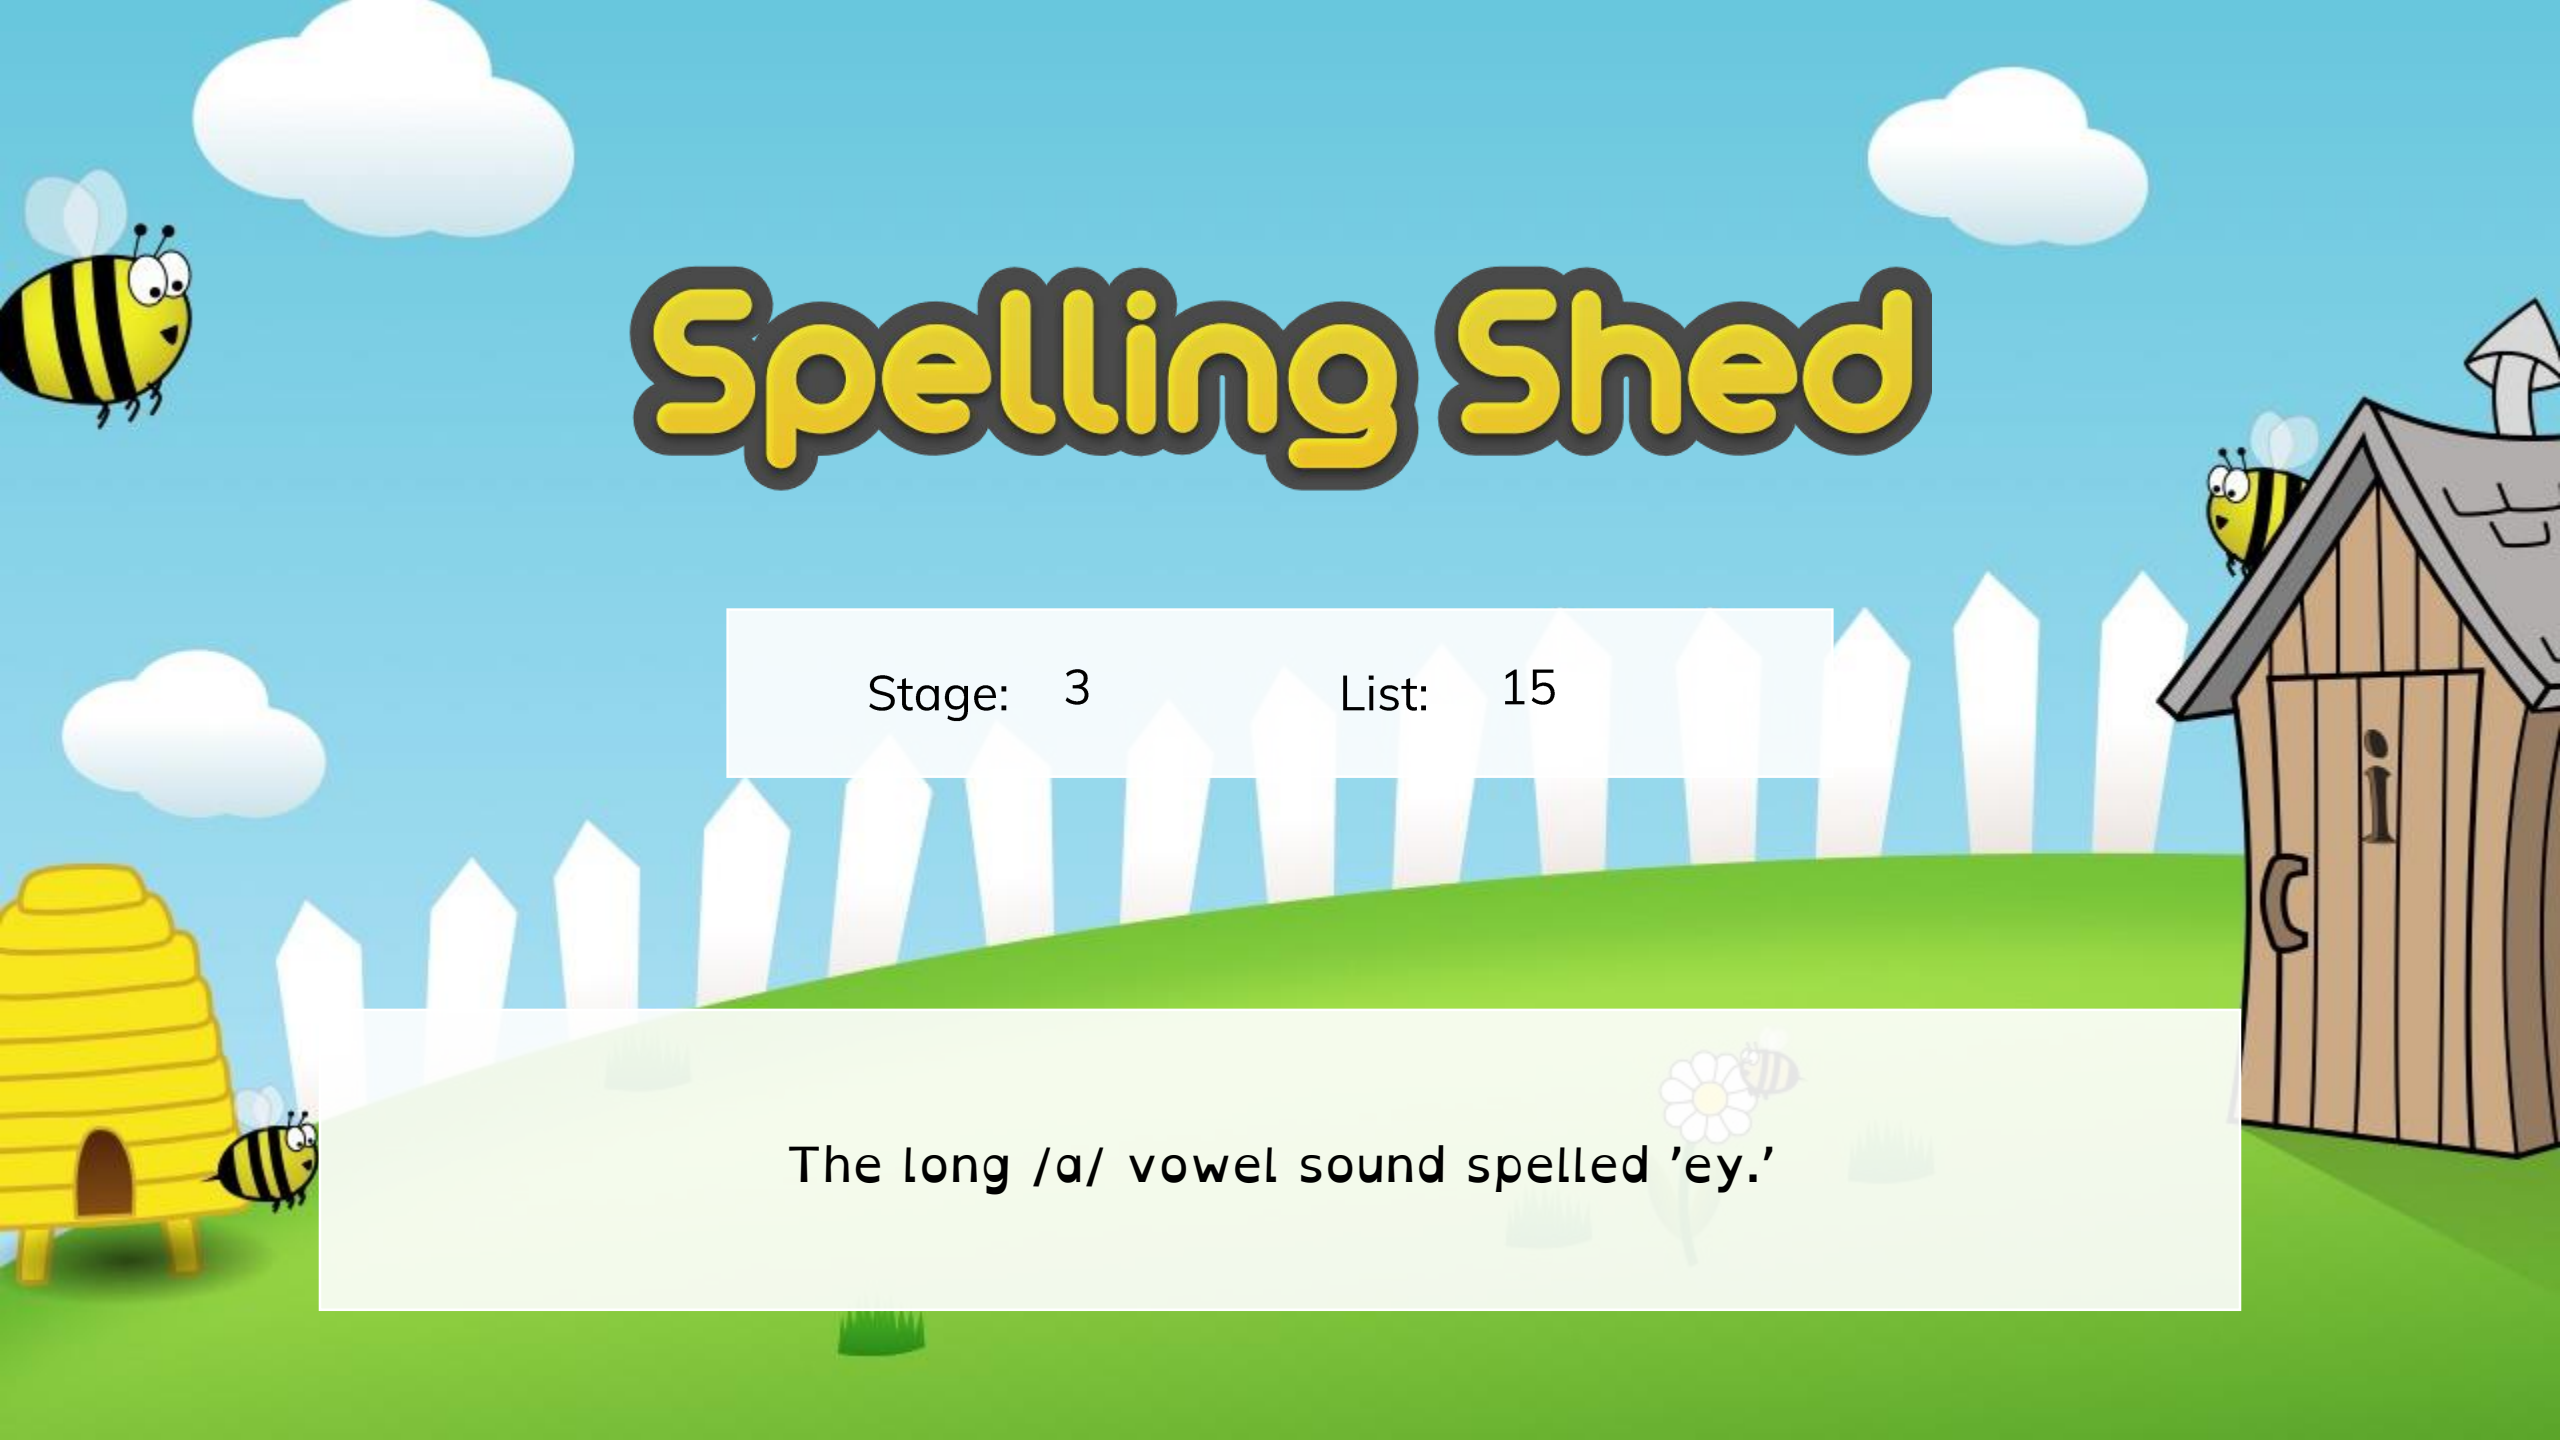 Spelling Shed
Stage: 3 List: 15
The long /a/ vowel sound spelled ’ey.’
i